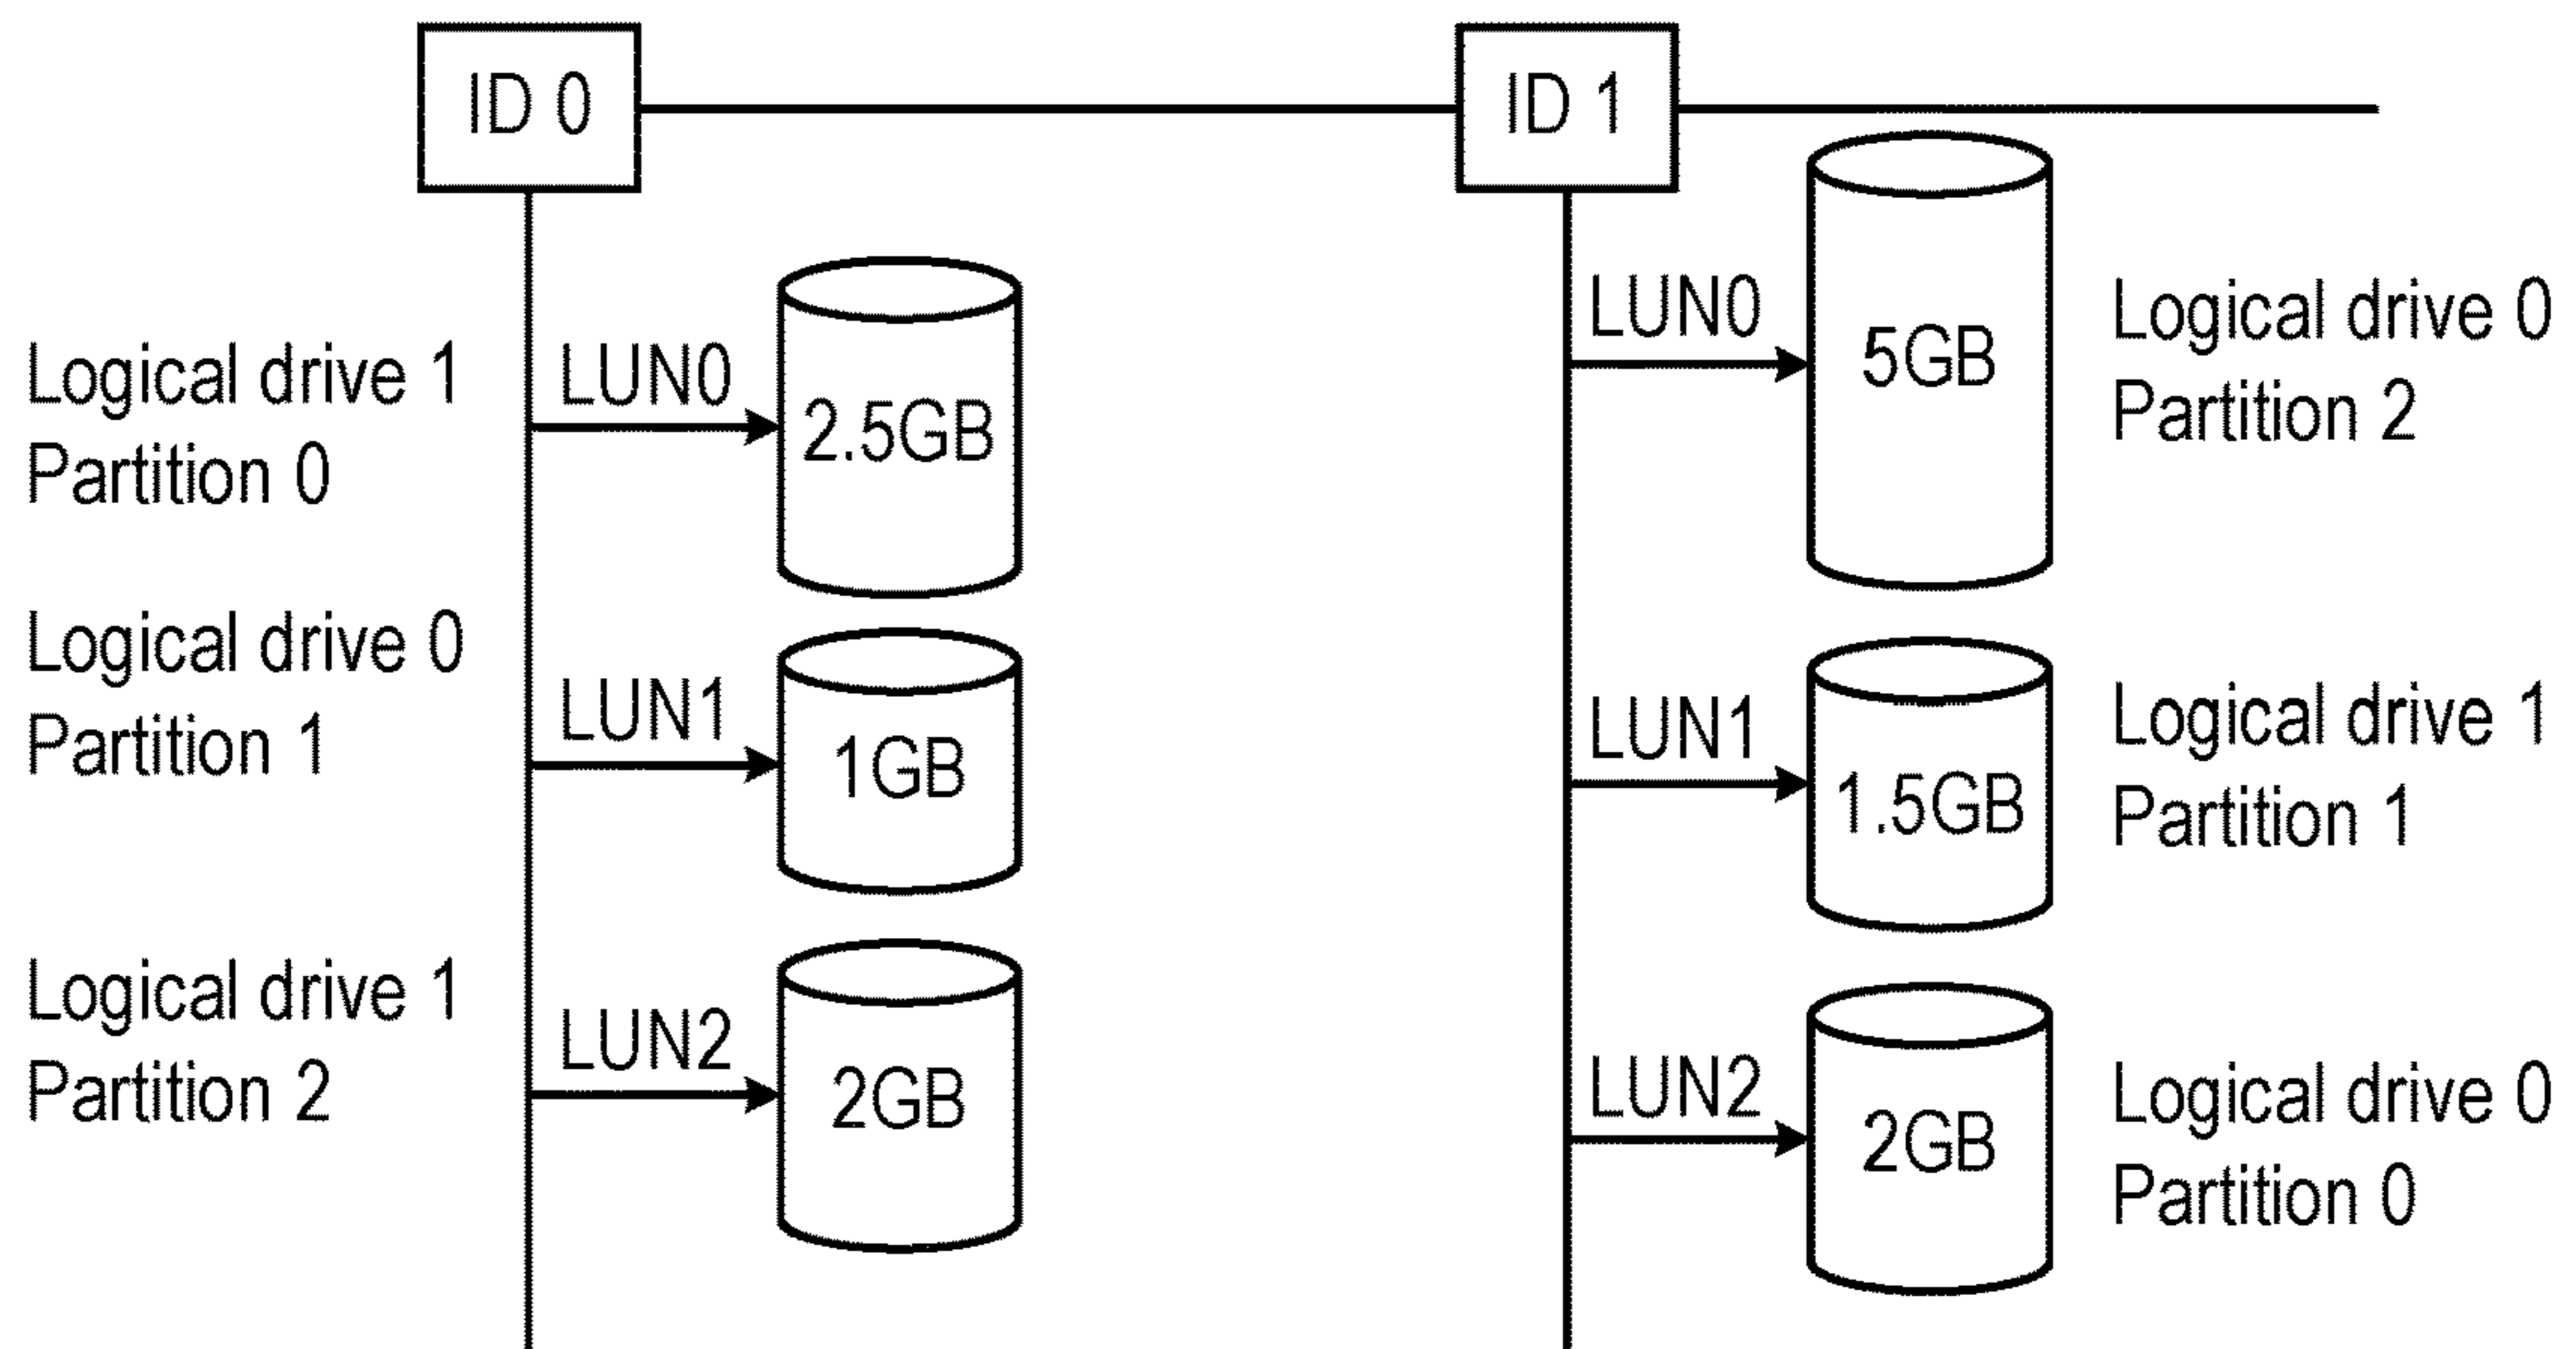 ID 0
ID 1
Logical drive 1
Partition 0
LUN0
2.5GB
Logical drive 0
Partition 1
LUN1
1GB
Logical drive 1
Partition 2
LUN2
2GB
LUN0
5GB
Logical drive 0
Partition 2
LUN1
1.5GB
Logical drive 1
Partition 1
LUN2
2GB
Logical drive 0
Partition 0